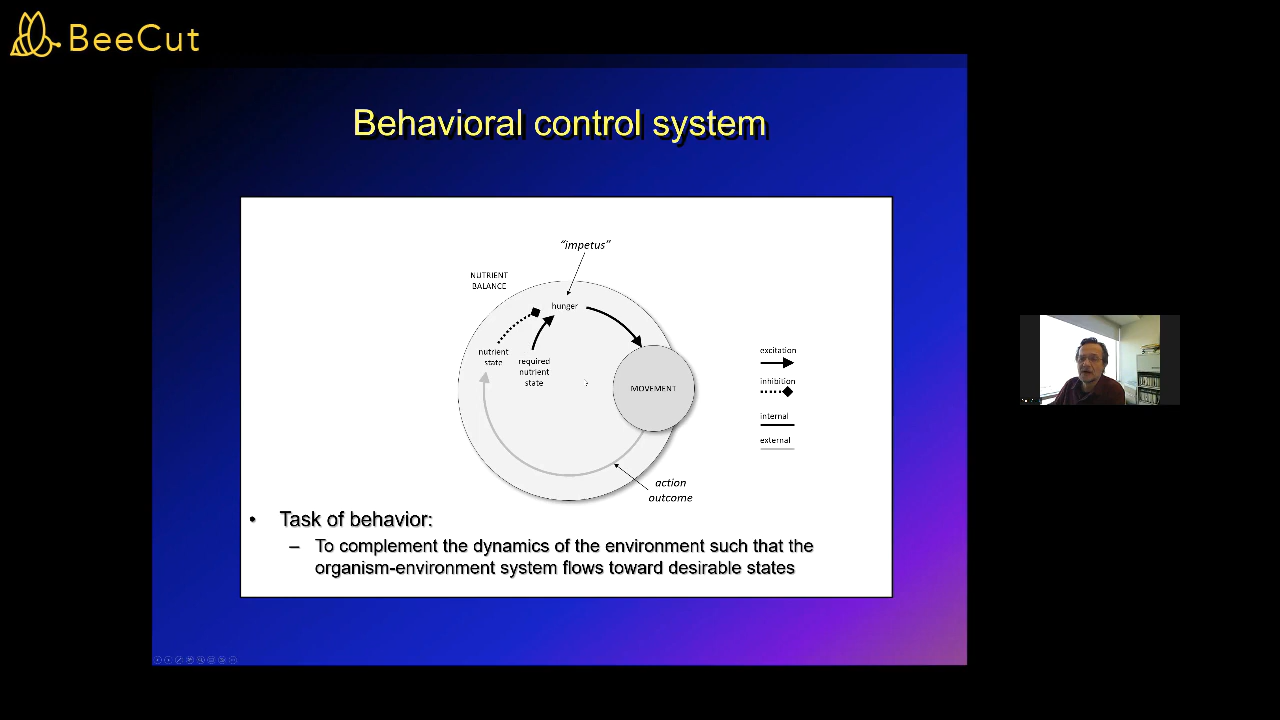 BeeCut
Behavioral control system
"impetus"
NUTRIENT
BALANCE
hunger
nutrient
state
required
nutrient
state
MOVEMENT
excitation
inhibition
internal
external
action
outcome
• Task of behavior:
– To complement the dynamics of the environment such that the
organism-environment system flows toward desirable states